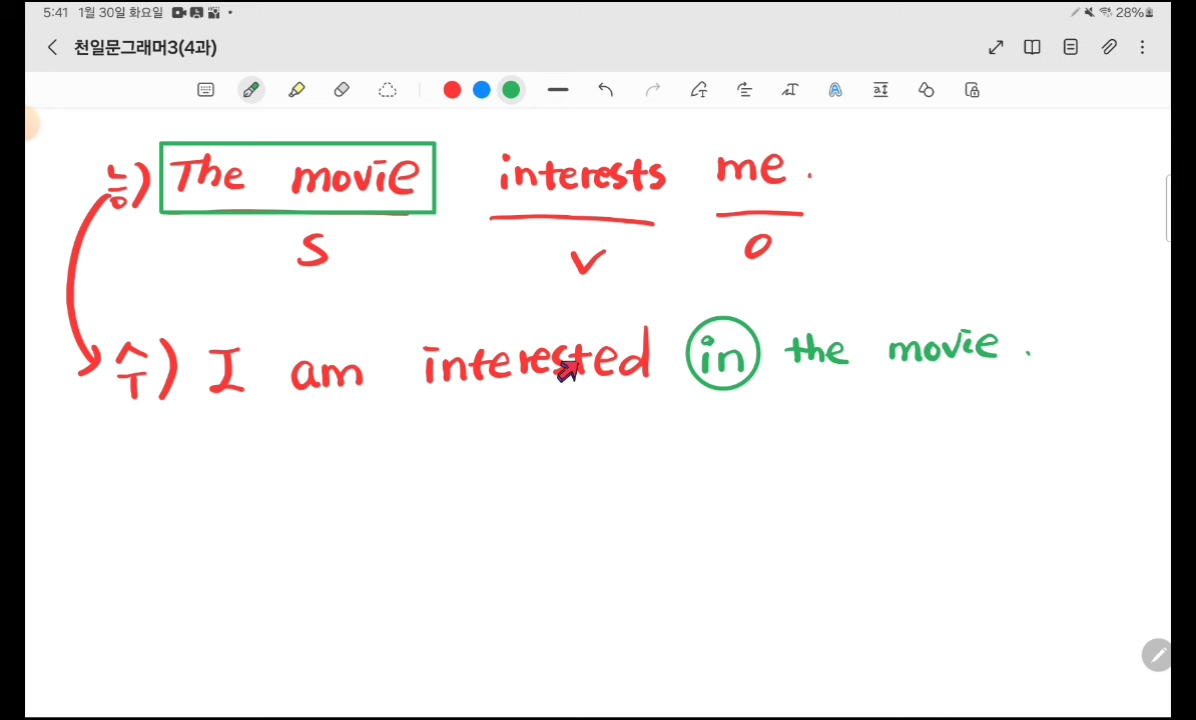 5:41 1월 30일 화요일 28%
천일문그래머3(4과)
능) The movie interests me.
S V O
수) I am interested in the movie.